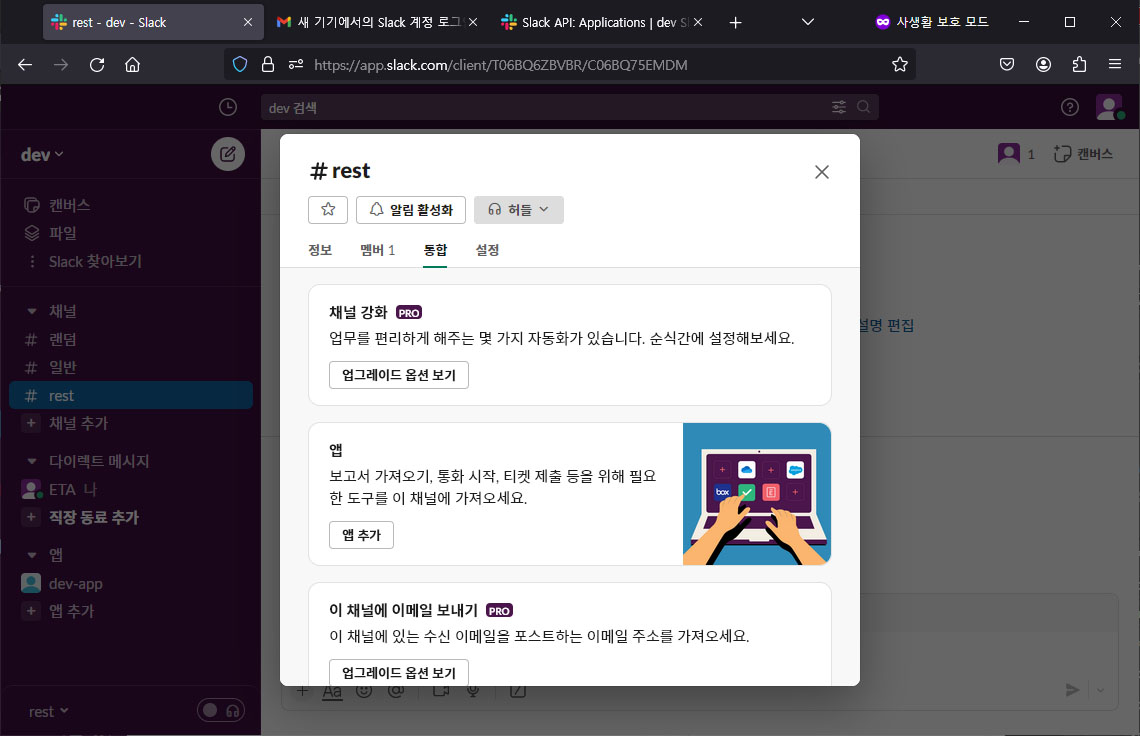 rest - dev - Slack
새 기기에서의 Slack 계정 로그
Slack API: Applications | dev Sl
사생활 보호 모드
https://app.slack.com/client/T06BQ6ZBVBR/C06BQ75EMDM
dev 검색
dev
1
캔버스
캔버스
파일
Slack 찾아보기
채널
# 랜덤
# 일반
# rest
채널 추가
다이렉트 메시지
ETA 나
직장 동료 추가
앱
dev-app
앱 추가
rest
# rest
알림 활성화
허들
정보
멤버 1
통합
설정
채널 강화 PRO
업무를 편리하게 해주는 몇 가지 자동화가 있습니다. 순식간에 설정해보세요.
업그레이드 옵션 보기
설명 편집
앱
보고서 가져오기, 통화 시작, 티켓 제출 등을 위해 필요
한 도구를 이 채널에 가져오세요.
앱 추가
box
이 채널에 이메일 보내기 PRO
이 채널에 있는 수신 이메일을 포스트하는 이메일 주소를 가져오세요.
업그레이드 옵션 보기
Aa